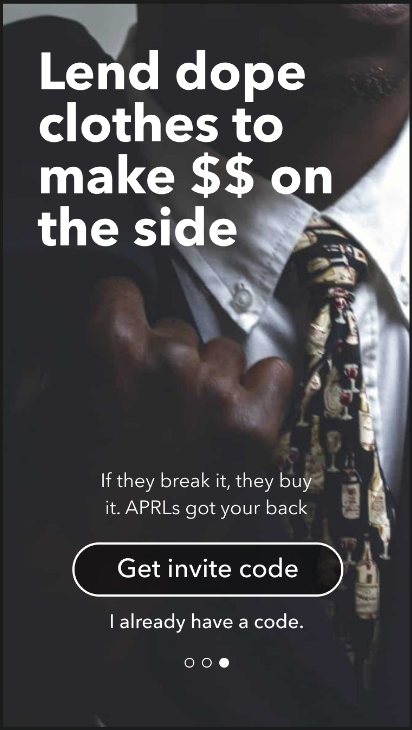 Lend dope
clothes to
make $$ on
the side
If they break it, they buy
it. APRLs got your back
Get invite code
I already have a code.